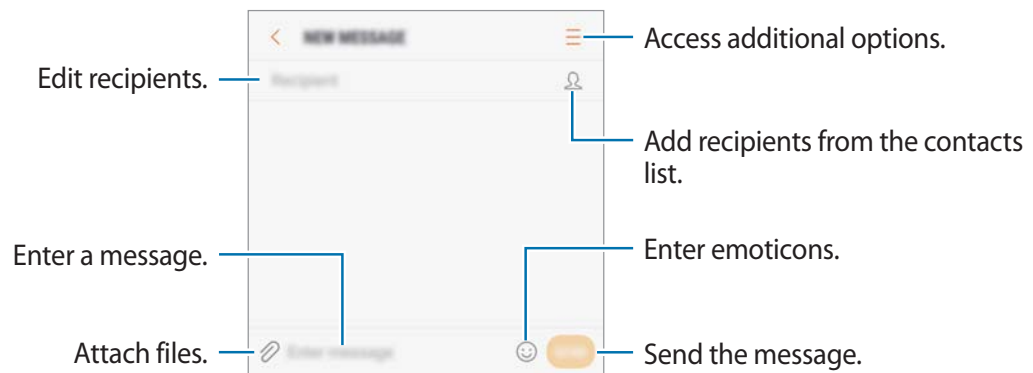 NEW MESSAGE
Access additional options.
Edit recipients.
Recipient
Add recipients from the contacts
list.
Enter a message.
Enter emoticons.
Attach files.
Enter message
Send the message.